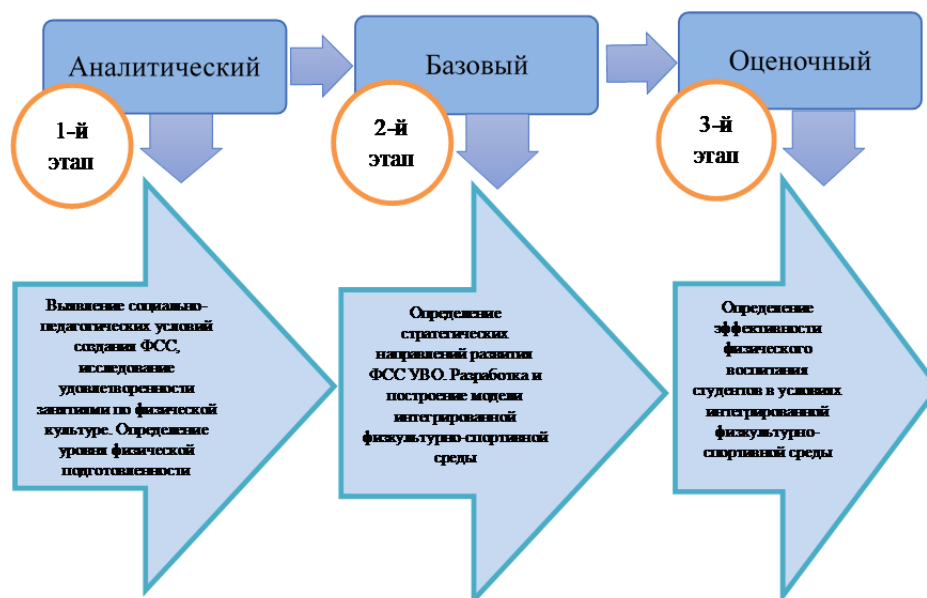 Аналитический
Базовый
Оценочный
1-й
этап
2-й
этап
3-й
этап
Выявление социально-
педагогических условий
создания ФСС,
исследование
удовлетворенности
занятиями по физической
культуре. Определение
уровня физической
подготовленности
Определение
стратегических
направлений развития
ФСС УВО. Разработка и
построение модели
интегрированной
физкультурно-спортивной
среды
Определение
эффективности
физического
воспитания
студентов в условиях
интегрированной
физкультурно-
спортивной среды